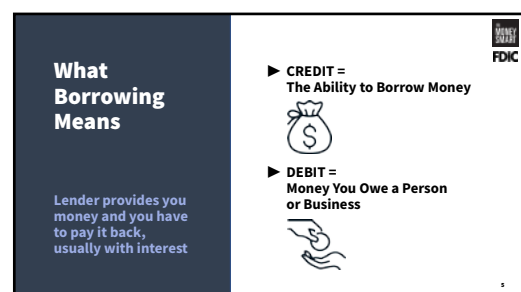 What
Borrowing
Means
Lender provides you
money and you have
to pay it back,
usually with interest
MONEY
SMART
FDIC
► CREDIT =
The Ability to Borrow Money
$
► DEBIT =
Money You Owe a Person
or Business